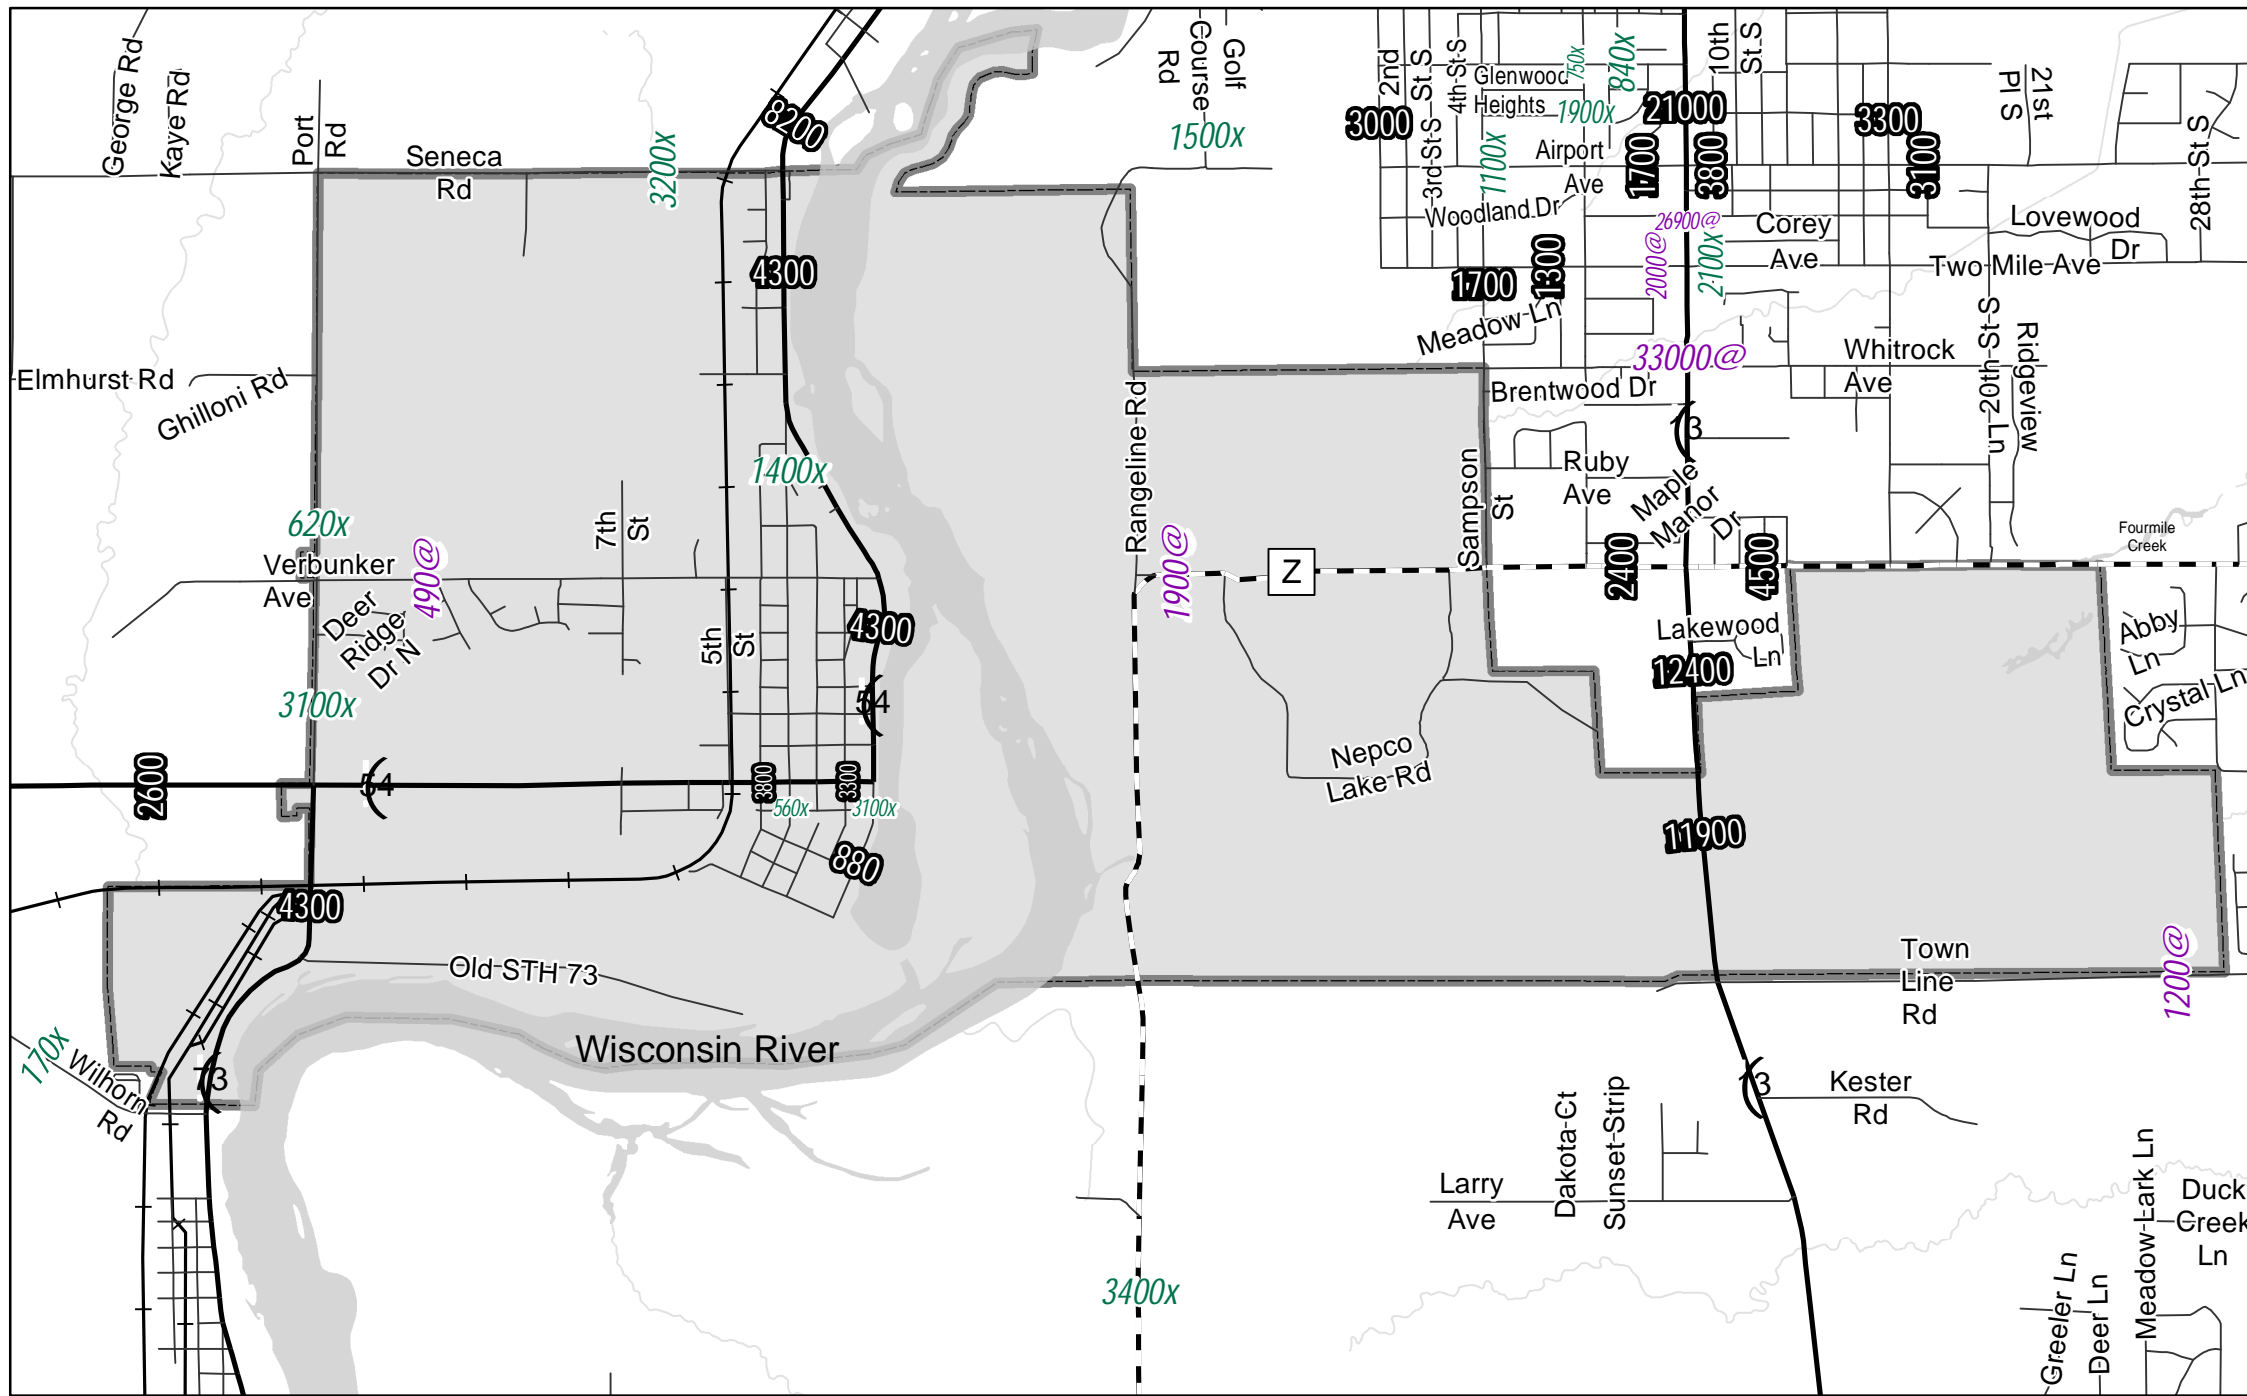 George Rd
Kaye Rd
Port
Rd
Seneca
Rd
3200x
8200
Golf
Course
Rd
1500x
2nd
St S
3000
3rd-St-S
4th-St-S
Glenwood
Heights
750x
840x
1900x
1100x
Airport
Ave
Woodland Dr
10th
St S
21000
1700
3800
3300
3100
21st
Pl S
28th-St-S
26900@
2000@
2100x
Corey
Ave
Lovewood
Dr
Two Mile Ave
4300
1700
1300
Meadow-Ln
33000@
Whitrock
Ave
20th-St-S
Ln
Ridgeview
Elmhurst Rd
Ghilloni Rd
Brentwood Dr
13
1400x
Rangeline-Rd
Sampson
St
Ruby
Ave
Maple
Manor
Dr
620x
7th
St
Verbunker
Ave
490@
1900@
Z
2400
4500
Fourmile
Creek
Deer
Ridge
Dr N
5th
St
4300
Lakewood
Ln
12400
Abby
Ln
Crystal Ln
3100x
54
Nepco
Lake Rd
2600
54
3800
3300
560x
3100x
880
11900
4300
Old STH 73
Town
Line
Rd
1200@
Wisconsin River
170x
Wilhorn
Rd
73
13
Kester
Rd
Larry
Ave
Dakota-Ct
Sunset-Strip
3400x
Meadow-Lark Ln
Duck
Creek
Ln
Greeler Ln
Deer Ln